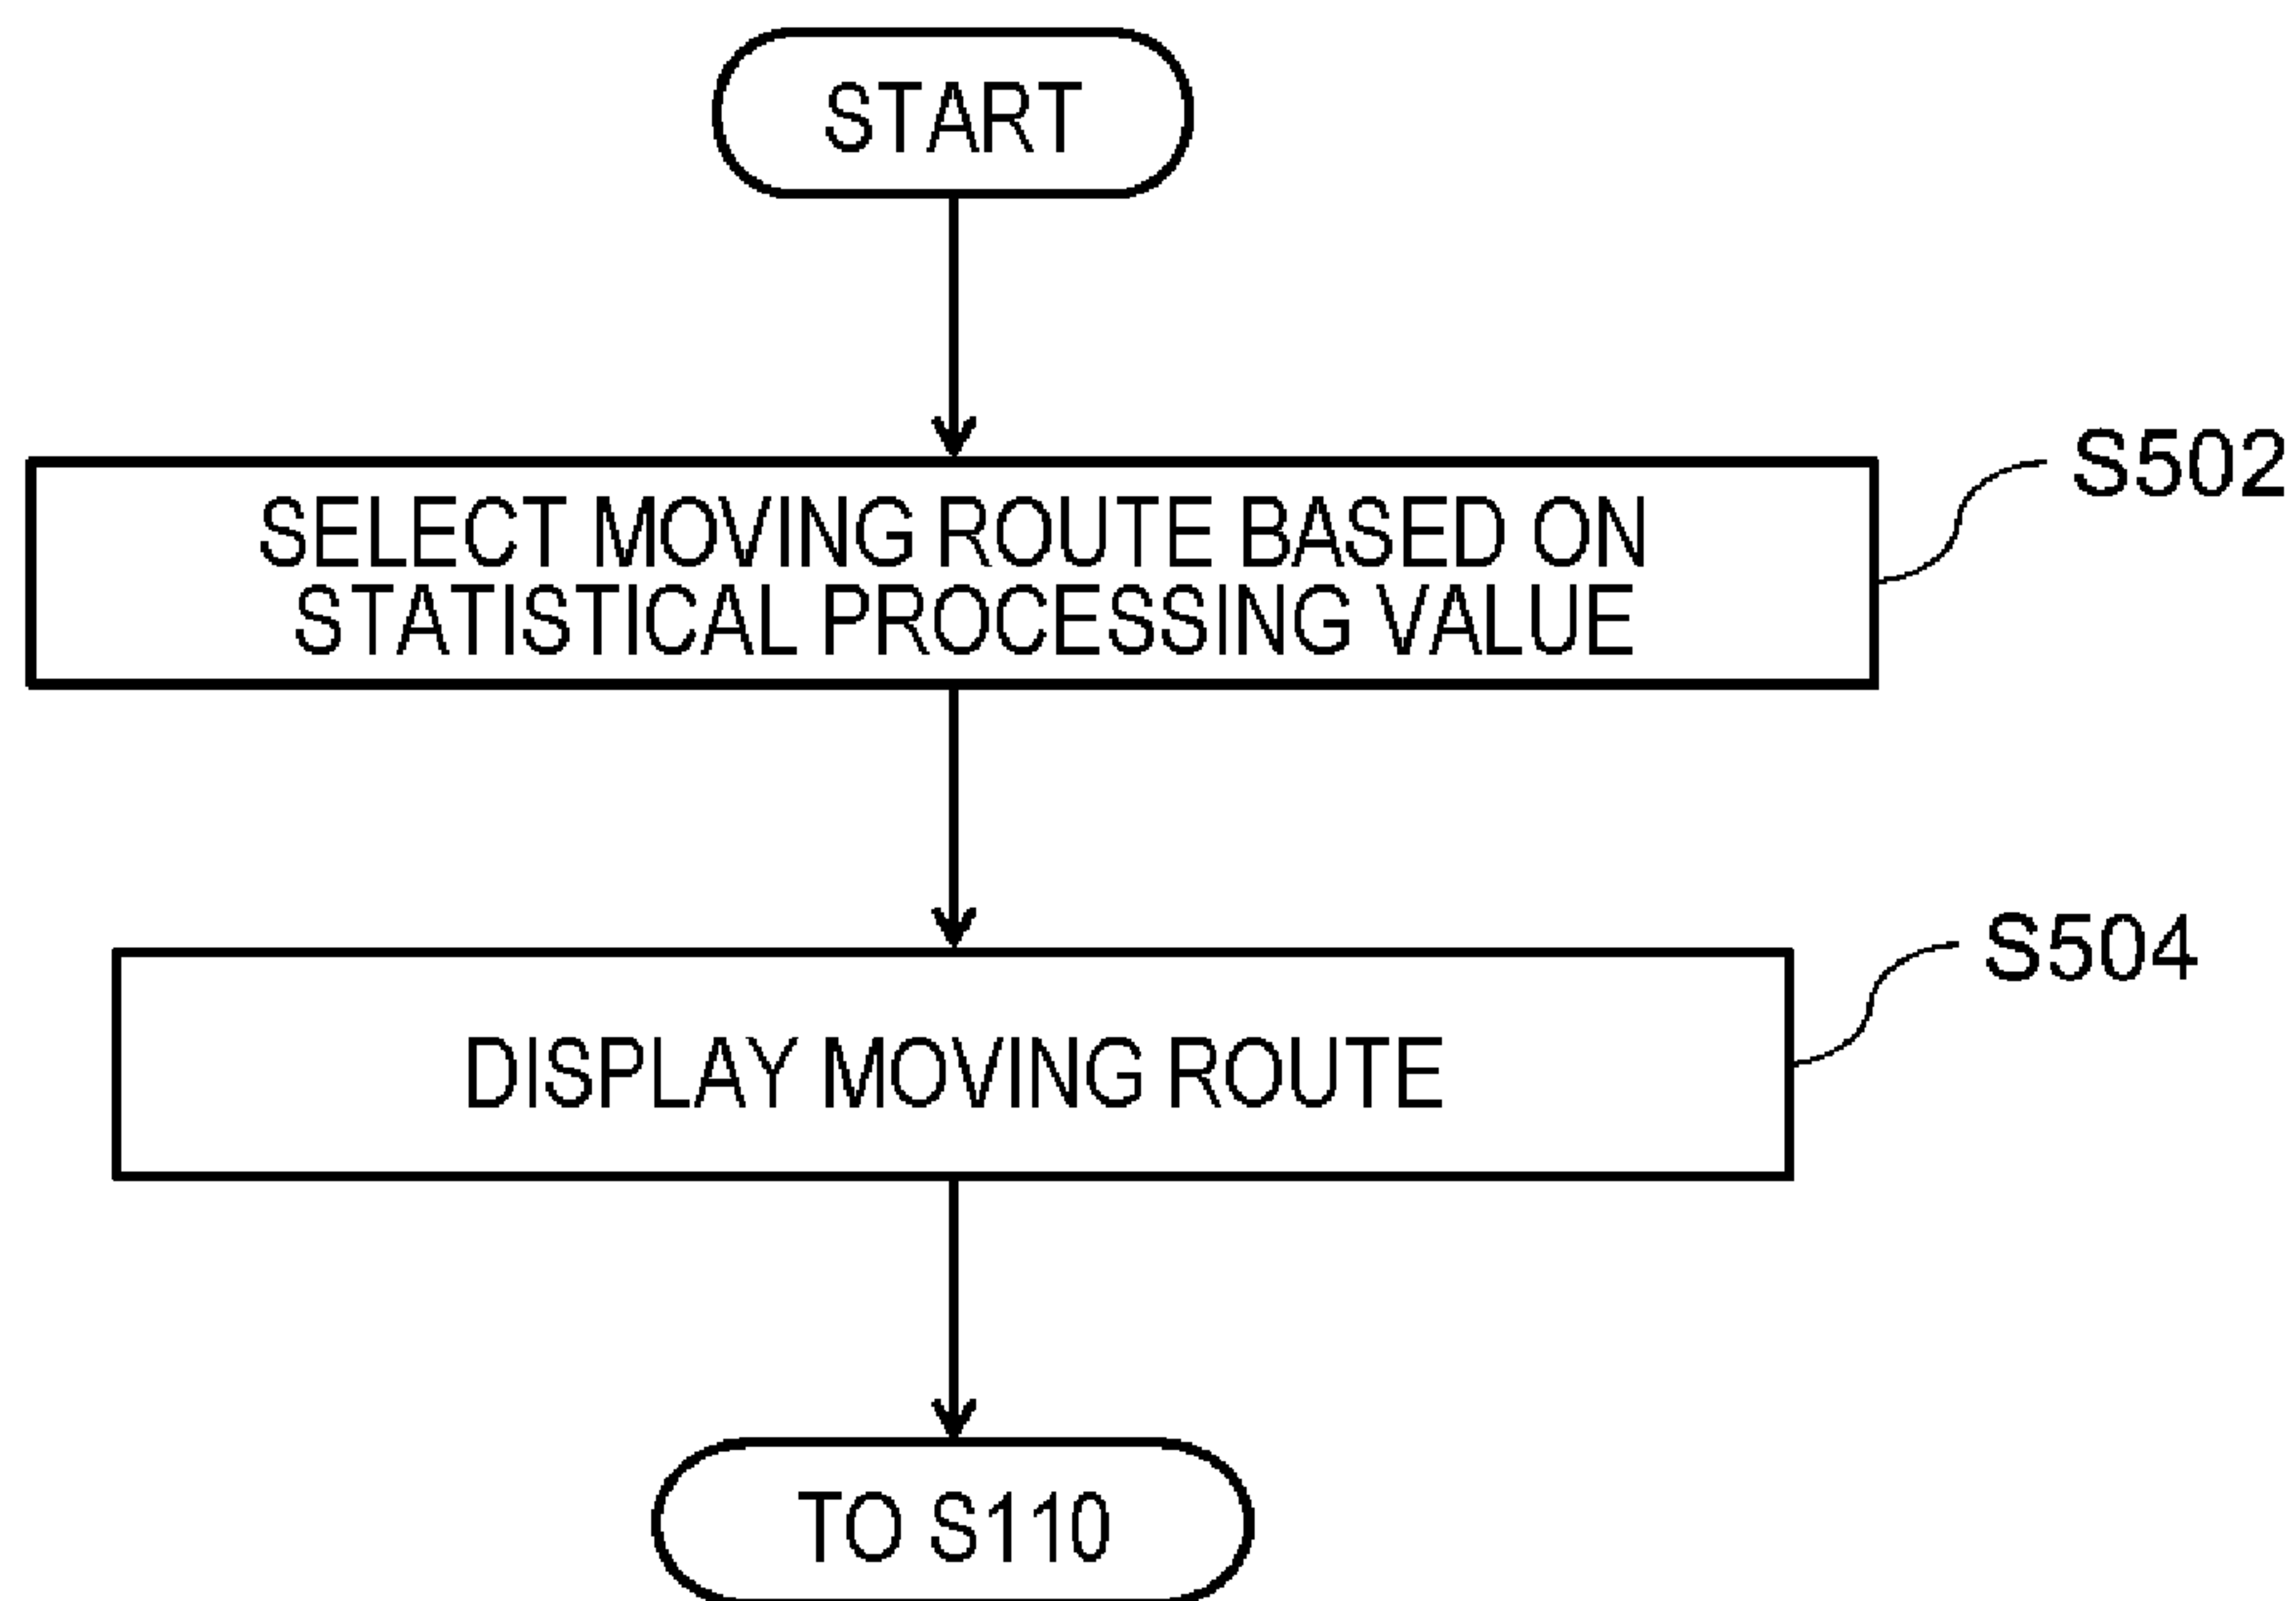 START
S502
SELECT MOVING ROUTE BASED ON
STATISTICAL PROCESSING VALUE
S504
DISPLAY MOVING ROUTE
TO S110